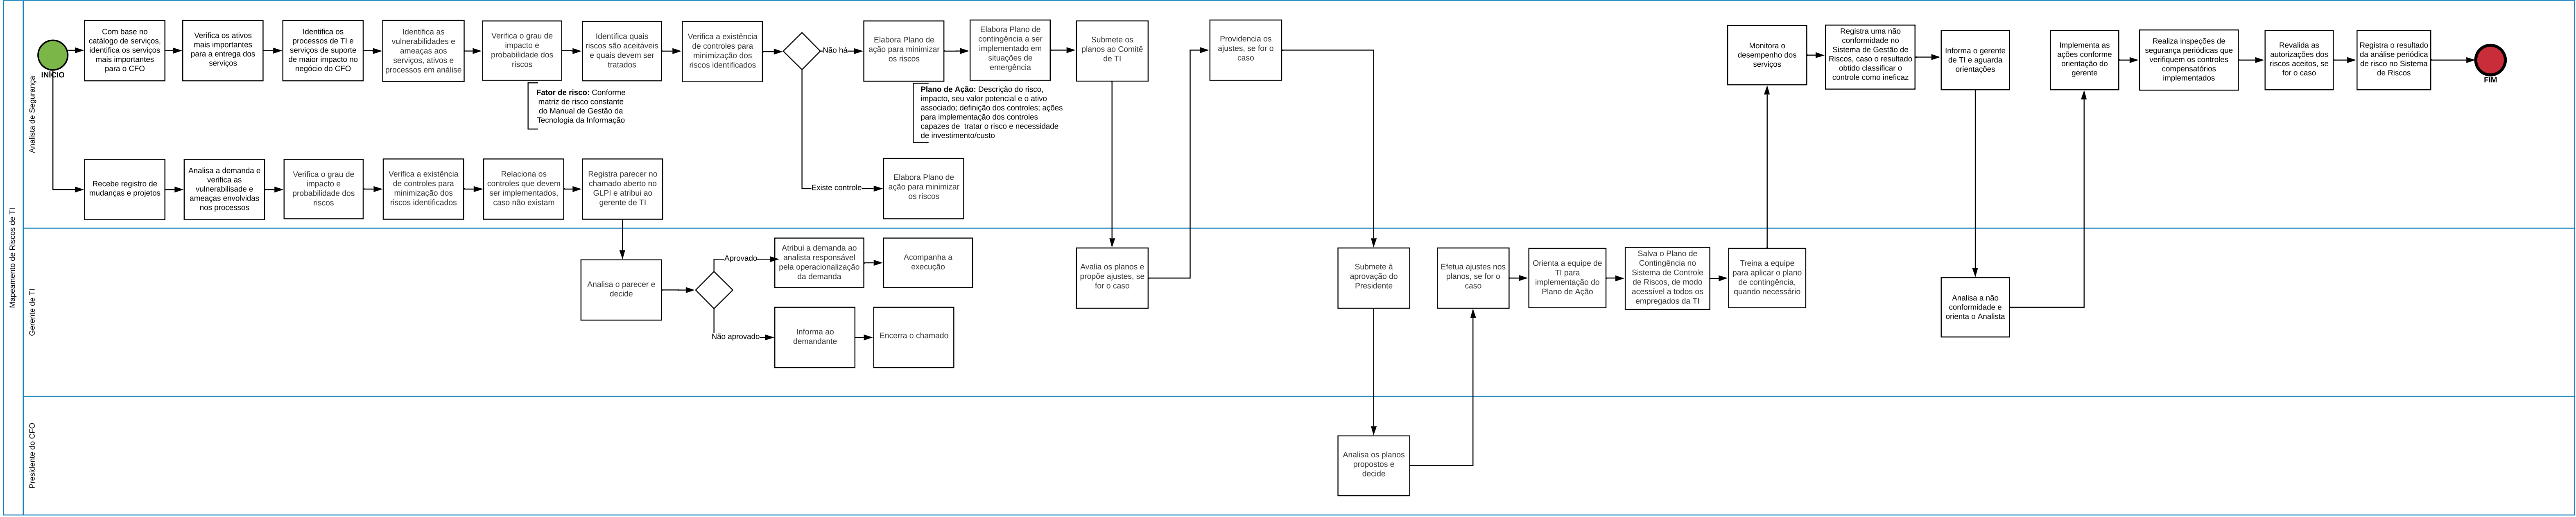 Mapeamento de Riscos de TI
Analista de Segurança
INICIO
Com base no
catálogo de serviços,
identifica os serviços
mais importantes
para o CFO
Verifica os ativos
mais importantes
para a entrega dos
serviços
Identifica os
processos de TI e
serviços de suporte
de maior impacto no
negócio do CFO
Identifica as
vulnerabilidades e
ameaças aos
serviços, ativos e
processos em análise
Verifica o grau de
impacto e
probabilidade dos
riscos
Fator de risco: Conforme
matriz de risco constante
do Manual de Gestão da
Tecnologia da Informação
Identifica quais
riscos são aceitáveis
e quais devem ser
tratados
Verifica a existência
de controles para
minimização dos
riscos identificados
Não há
Elabora Plano de
ação para minimizar
os riscos
Plano de Ação: Descrição do risco,
impacto, seu valor potencial e o ativo
associado; definição dos controles; ações
para implementação dos controles
capazes de tratar o risco e necessidade
de investimento/custo
Elabora Plano de
contingência a ser
implementado em
situações de
emergência
Submete os
planos ao Comitê
de TI
Providencia os
ajustes, se for o
caso
Monitora o
desempenho dos
serviços
Registra uma não
conformidade no
Sistema de Gestão de
Riscos, caso o resultado
obtido classificar o
controle como ineficaz
Informa o gerente
de TI e aguarda
orientações
Implementa as
ações conforme
orientação do
gerente
Realiza inspeções de
segurança periódicas que
verifiquem os controles
compensatórios
implementados
Revalida as
autorizações dos
riscos aceitos, se
for o caso
Registra o resultado
da análise periódica
de risco no Sistema
de Riscos
FIM
Recebe registro de
mudanças e projetos
Analisa a demanda e
verifica as
vulnerabilisade e
ameaças envolvidas
nos processos
Verifica o grau de
impacto e
probabilidade dos
riscos
Verifica a existência
de controles para
minimização dos
riscos identificados
Relaciona os
controles que devem
ser implementados,
caso não existam
Registra parecer no
chamado aberto no
GLPI e atribui ao
gerente de TI
Existe controle
Elabora Plano de
ação para minimizar
os riscos
Gerente de TI
Analisa o parecer e
decide
Aprovado
Atribui a demanda ao
analista responsável
pela operacionalização
da demanda
Acompanha a
execução
Não aprovado
Informa ao
demandante
Encerra o chamado
Avalia os planos e
propõe ajustes, se
for o caso
Submete à
aprovação do
Presidente
Efetua ajustes nos
planos, se for o
caso
Orienta a equipe de
TI para
implementação do
Plano de Ação
Salva o Plano de
Contingência no
Sistema de Controle
de Riscos, de modo
acessível a todos os
empregados da TI
Treina a equipe
para aplicar o plano
de contingência,
quando necessário
Analisa a não
conformidade e
orienta o Analista
Presidente do CFO
Analisa os planos
propostos e
decide